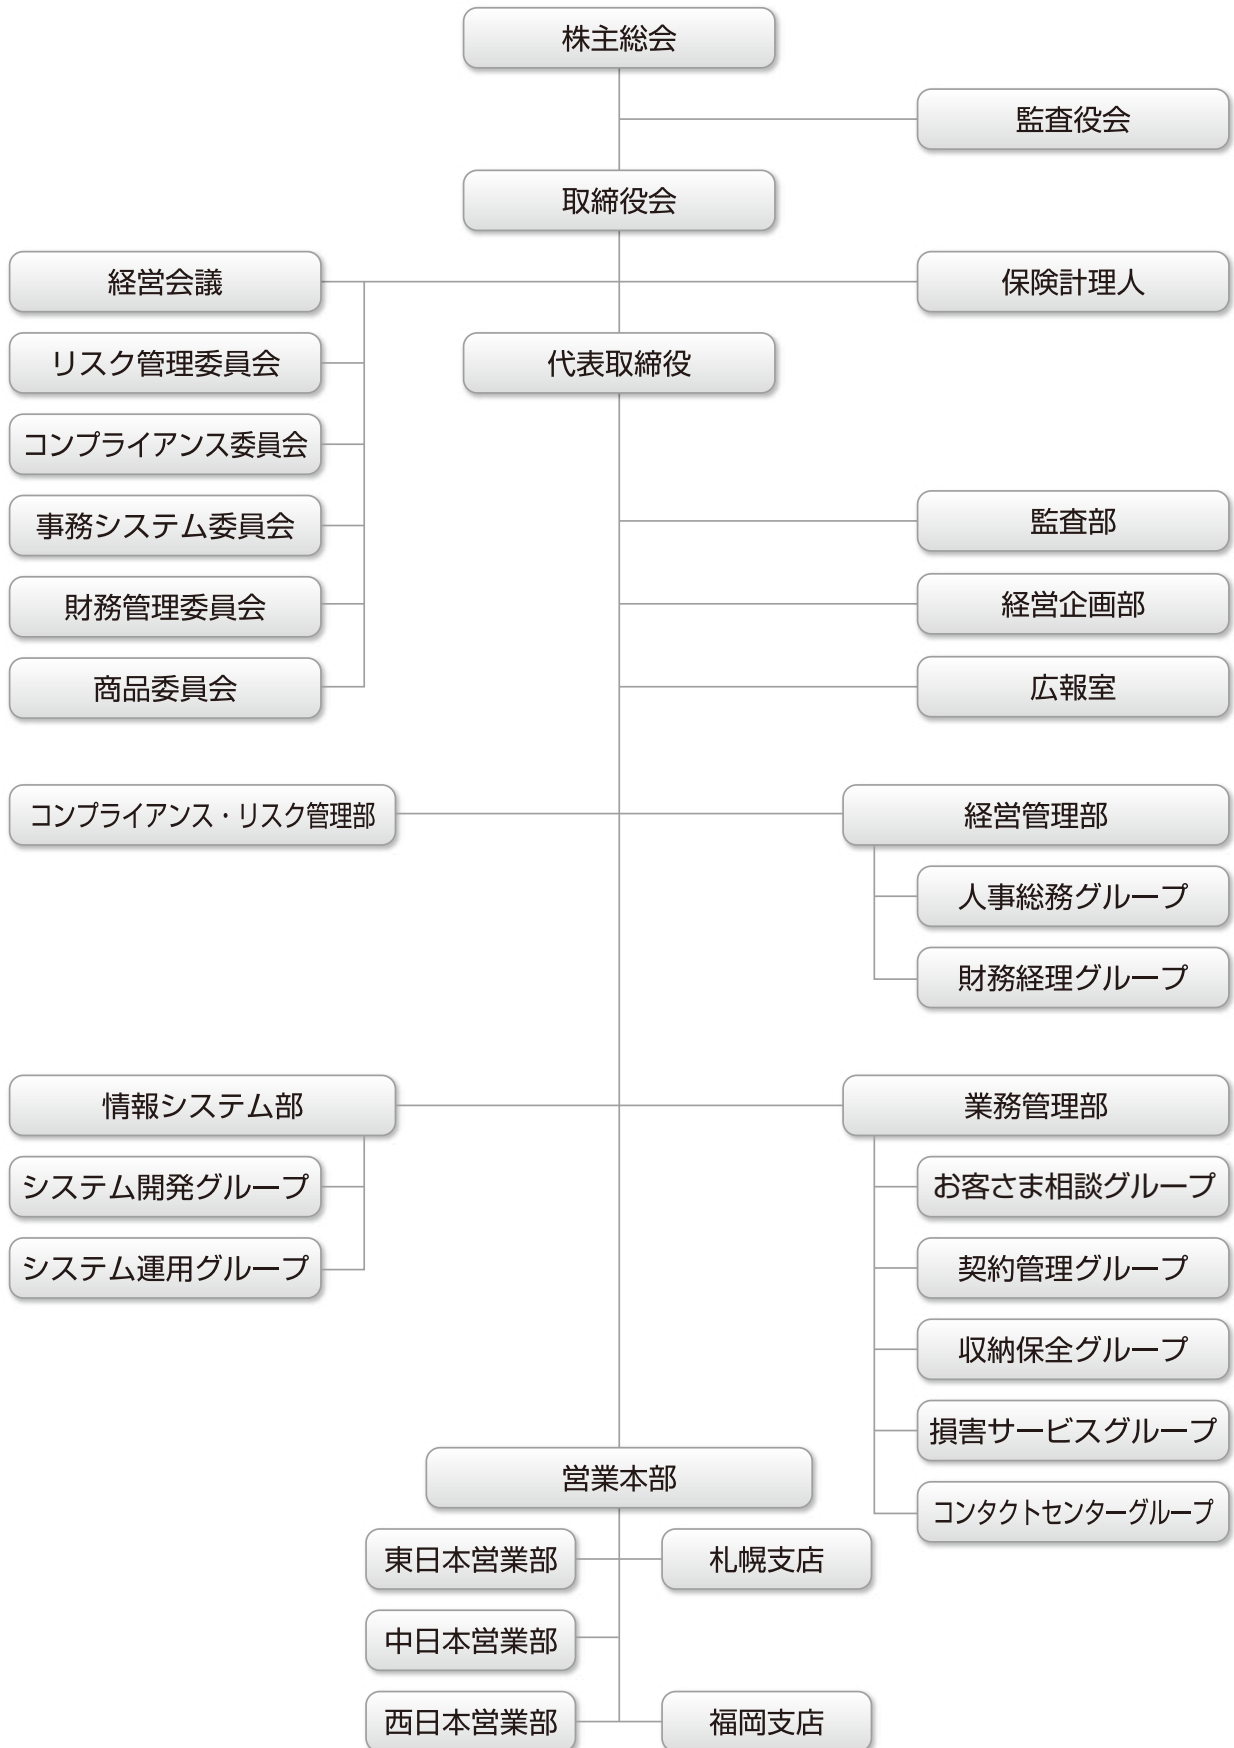 株主総会
監査役会
取締役会
経営会議
保険計理人
リスク管理委員会
代表取締役
コンプライアンス委員会
事務システム委員会
監査部
財務管理委員会
経営企画部
商品委員会
広報室
コンプライアンス・リスク管理部
経営管理部
人事総務グループ
財務経理グループ
情報システム部
業務管理部
システム開発グループ
お客さま相談グループ
システム運用グループ
契約管理グループ
収納保全グループ
損害サービスグループ
営業本部
コンタクトセンターグループ
東日本営業部
札幌支店
中日本営業部
西日本営業部
福岡支店